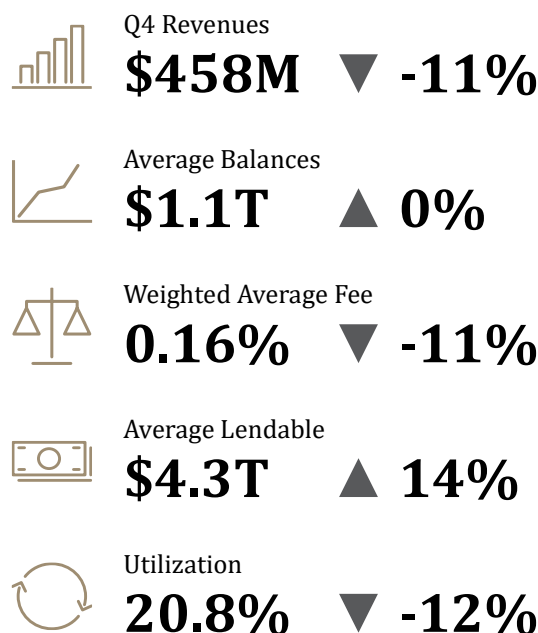 Q4 Revenues
$458M ▼ -11%
Average Balances
$1.1T ▲ 0%
Weighted Average Fee
0.16% ▼ -11%
Average Lendable
$4.3T ▲ 14%
Utilization
20.8% ▼ -12%